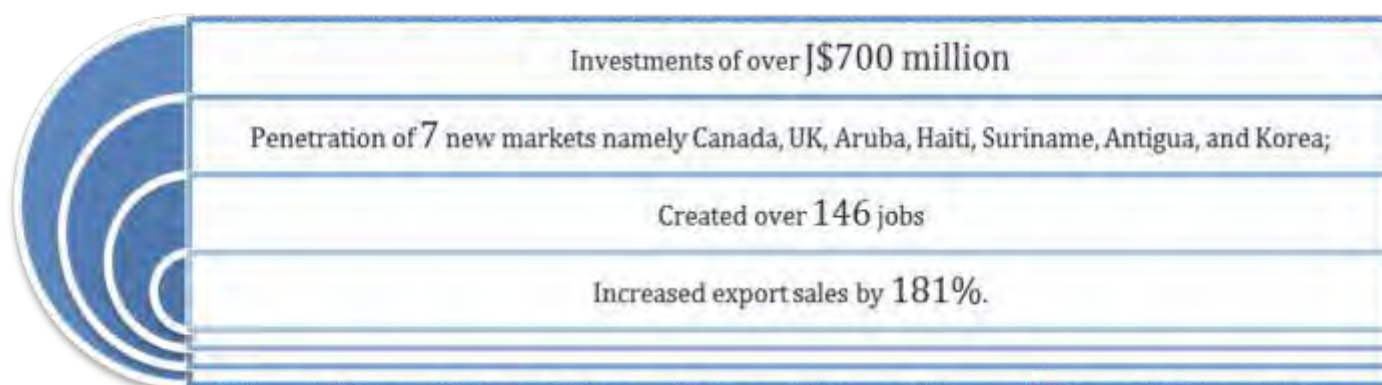 Investments of over J$700 million
Penetration of 7 new markets namely Canada, UK, Aruba, Haiti, Suriname, Antigua, and Korea;
Created over 146 jobs
Increased export sales by 181%.